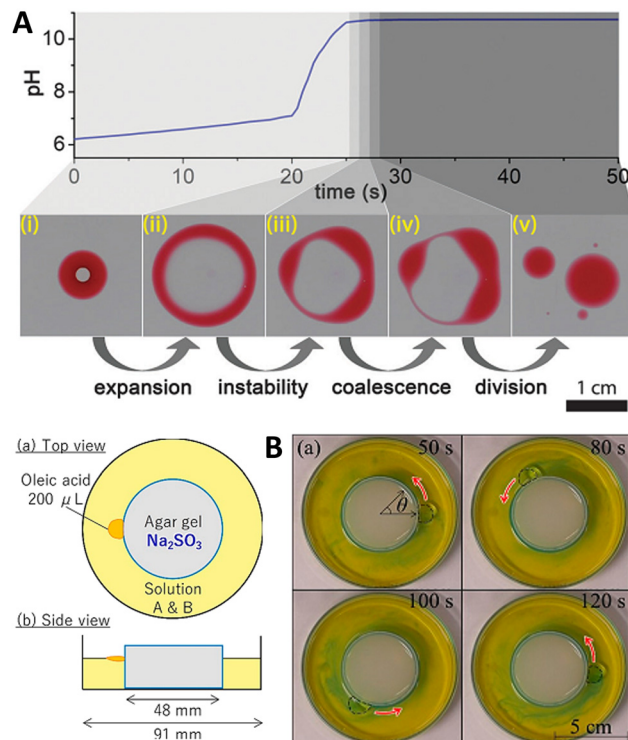 A
10
8
6
pH
0
10
20
30
40
50
time (s)
(i)
(ii)
(iii)
(iv)
(v)
expansion
instability
coalescence
division
1 cm
(a) Top view
Oleic acid
200 μL
Agar gel
Na₂SO₃
Solution
A & B
(b) Side view
48 mm
91 mm
B
(a)
50 s
80 s
θ
100 s
120 s
5 cm